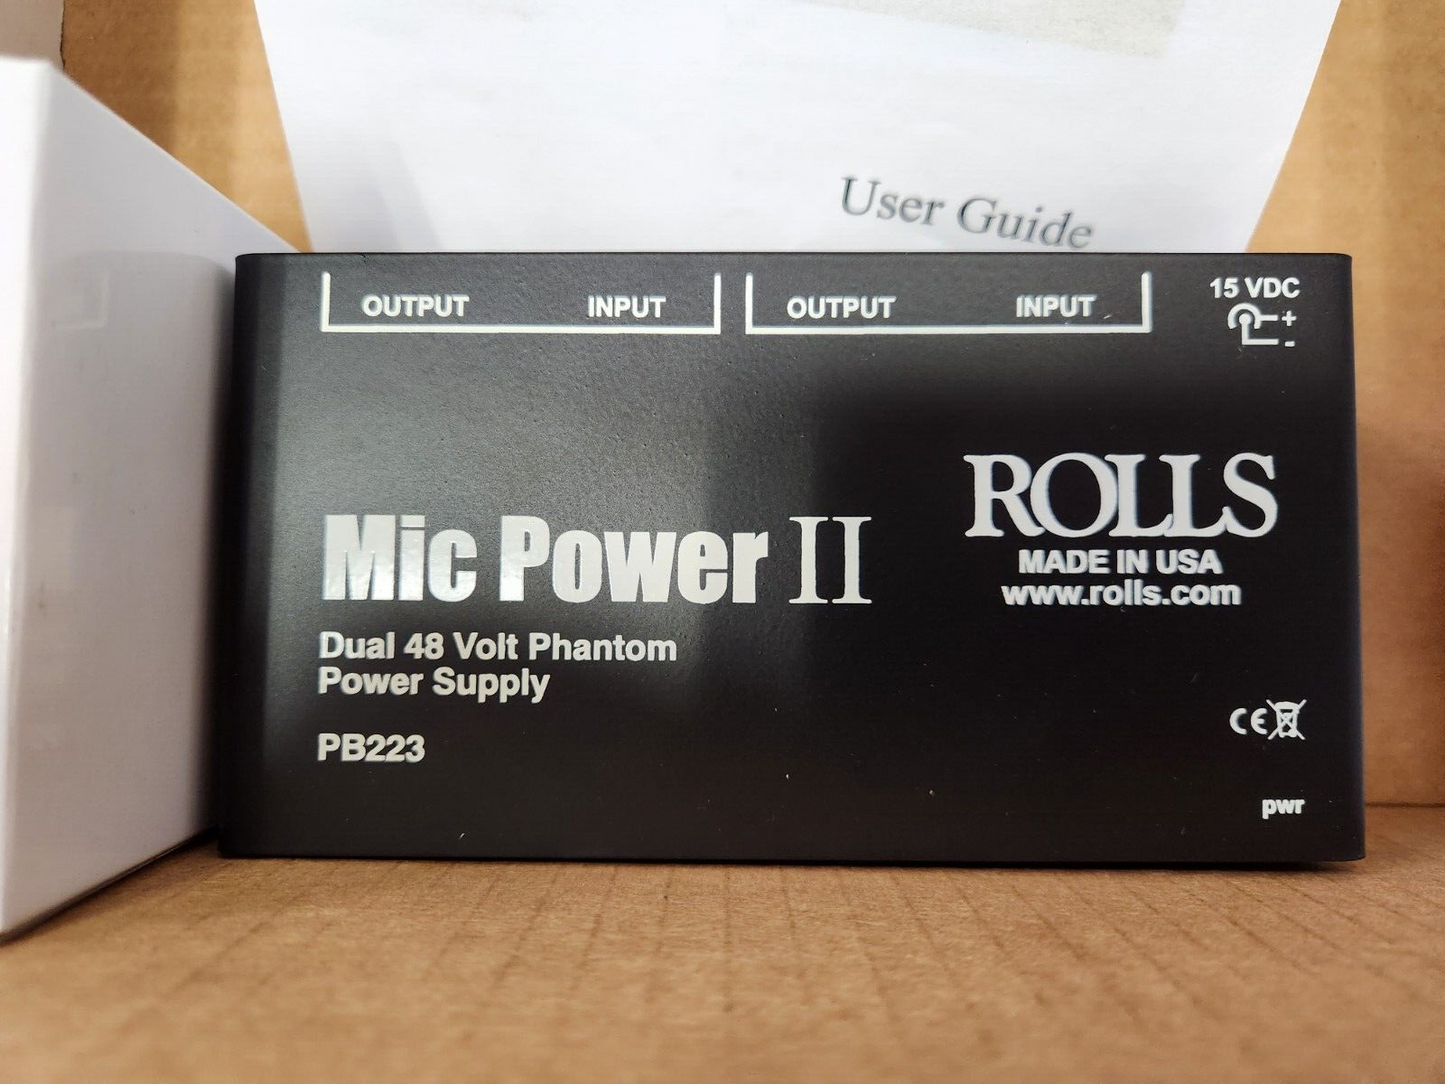 User Guide
OUTPUT INPUT OUTPUT INPUT 15 VDC
+
-
ROLLS
MADE IN USA
www.rolls.com
Mic Power II
Dual 48 Volt Phantom
Power Supply
PB223
CE
pwr